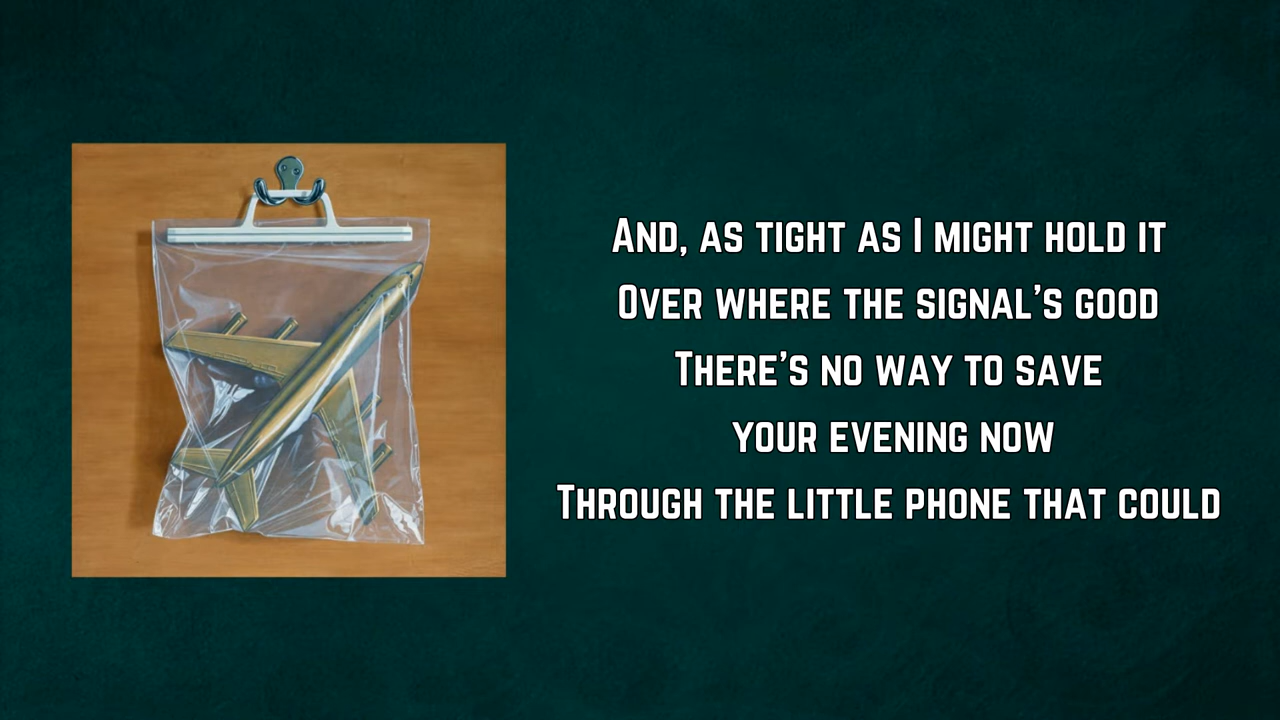 And, as tight as I might hold it
Over where the signal's good
There's no way to save
your evening now
Through the little phone that could